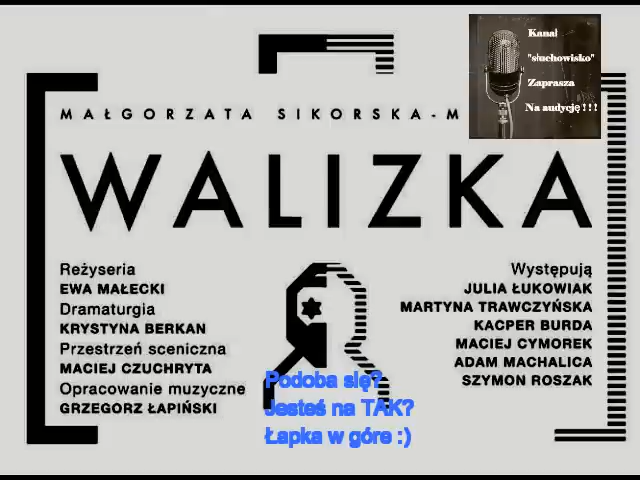 Kanał
"słuchowisko"
Zaprasza
Na audycję!!!
MAŁGORZATA SIKORSKA-M
WALIZKA
Reżyseria
EWA MAŁECKI
Dramaturgia
KRYSTYNA BERKAN
Przestrzeń sceniczna
MACIEJ CZUCHRYTA
Opracowanie muzyczne
GRZEGORZ ŁAPIŃSKI
Występują
JULIA ŁUKOWIAK
MARTYNA TRAWCZYŃSKA
KACPER BURDA
MACIEJ CYMOREK
ADAM MACHALICA
SZYMON ROSZAK
Podoba się?
Jesteś na TAK?
Łapka w góre :)